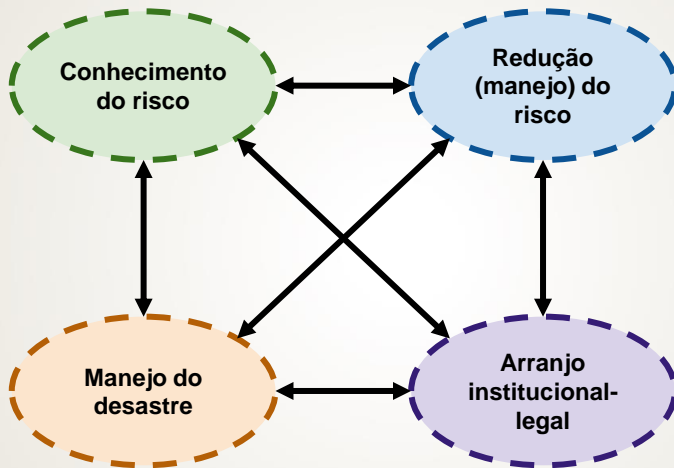 Conhecimento
do risco
Redução
(manejo) do
risco
Manejo do
desastre
Arranjo
institucional-
legal